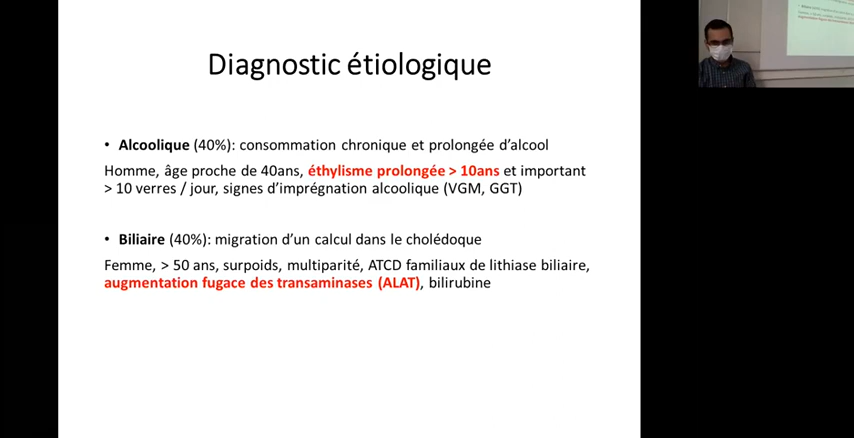 Diagnostic étiologique
• Alcoolique (40%): consommation chronique et prolongée d'alcool
Homme, âge proche de 40ans, éthylisme prolongée > 10ans et important
> 10 verres / jour, signes d'imprégnation alcoolique (VGM, GGT)
• Biliaire (40%): migration d'un calcul dans le cholédoque
Femme, > 50 ans, surpoids, multiparité, ATCD familiaux de lithiase biliaire,
augmentation fugace des transaminases (ALAT), bilirubine